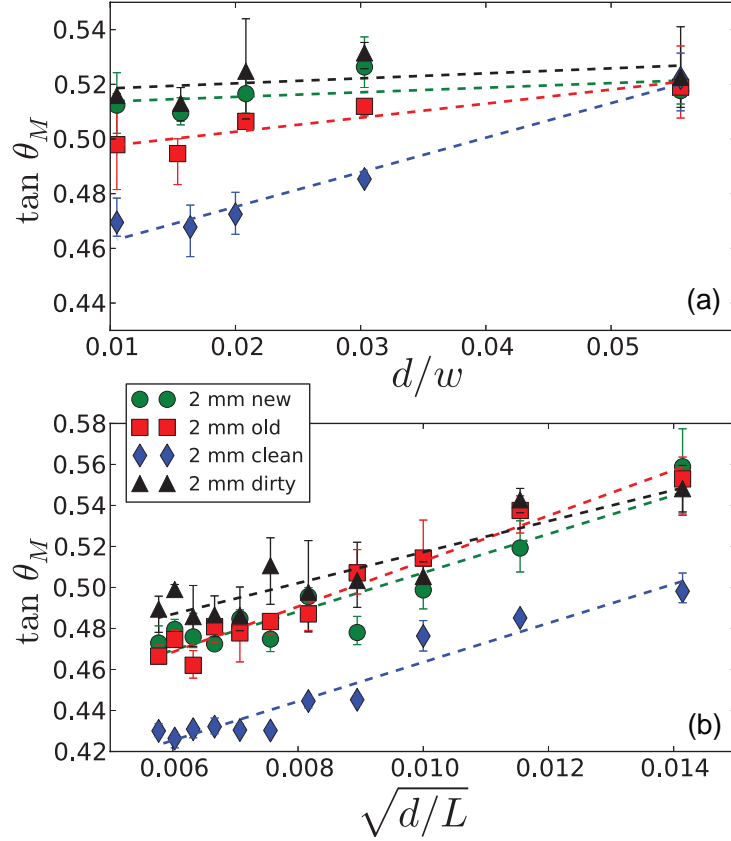 0.54
0.52
0.50
0.48
0.46
0.44
tan θ_M
(a)
0.01 0.02 0.03 0.04 0.05
d/w
2 mm new
2 mm old
2 mm clean
2 mm dirty
0.58
0.56
0.54
0.52
0.50
0.48
0.46
0.44
0.42
tan θ_M
(b)
0.006 0.008 0.010 0.012 0.014
√d/L